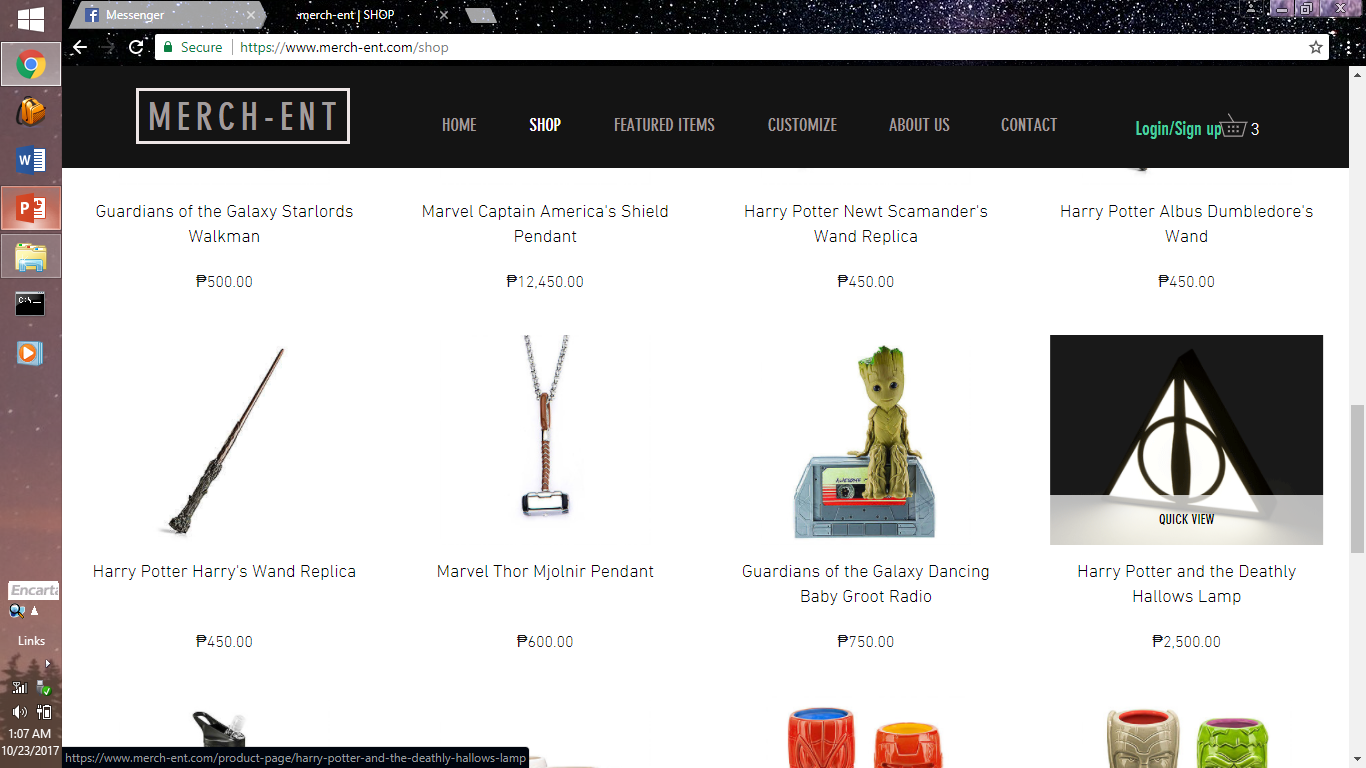 Messenger
merch-ent | SHOP
Secure
https://www.merch-ent.com/shop
MERCH-ENT
HOME
SHOP
FEATURED ITEMS
CUSTOMIZE
ABOUT US
CONTACT
Login/Sign up
3
Guardians of the Galaxy Starlords
Walkman
₱500.00
Marvel Captain America's Shield
Pendant
₱12,450.00
Harry Potter Newt Scamander's
Wand Replica
₱450.00
Harry Potter Albus Dumbledore's
Wand
₱450.00
Harry Potter Harry's Wand Replica
₱450.00
Marvel Thor Mjolnir Pendant
₱600.00
AWESOME
Guardians of the Galaxy Dancing
Baby Groot Radio
₱750.00
QUICK VIEW
Harry Potter and the Deathly
Hallows Lamp
₱2,500.00
Encarta
Links
1:07 AM
10/23/2017
https://www.merch-ent.com/product-page/harry-potter-and-the-deathly-hallows-lamp